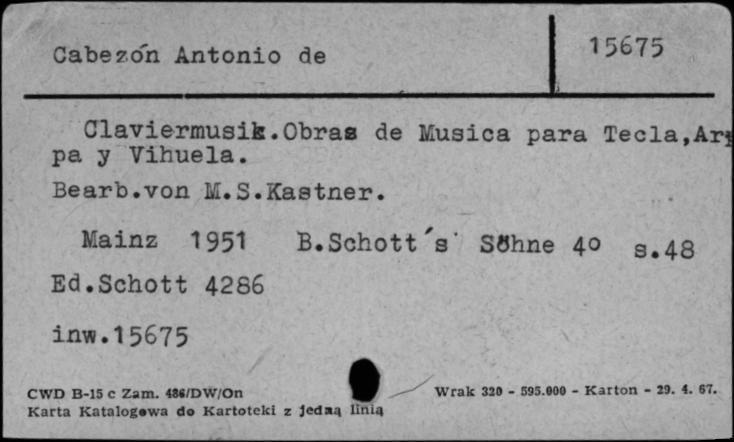 Cabezón Antonio de
15675
Claviermusik.Obras de Musica para Tecla,Arp
pa y Vihuela.
Bearb.von M.S.Kastner.
Mainz 1951 B.Schott´s Söhne 4o s.48
Ed.Schott 4286
inw.15675
CWD B-15 c Zam. 486/DW/On
Wrak 320 - 595.000 - Karton - 29. 4. 67.
Karta Katalogowa do Kartoteki z jedną linią